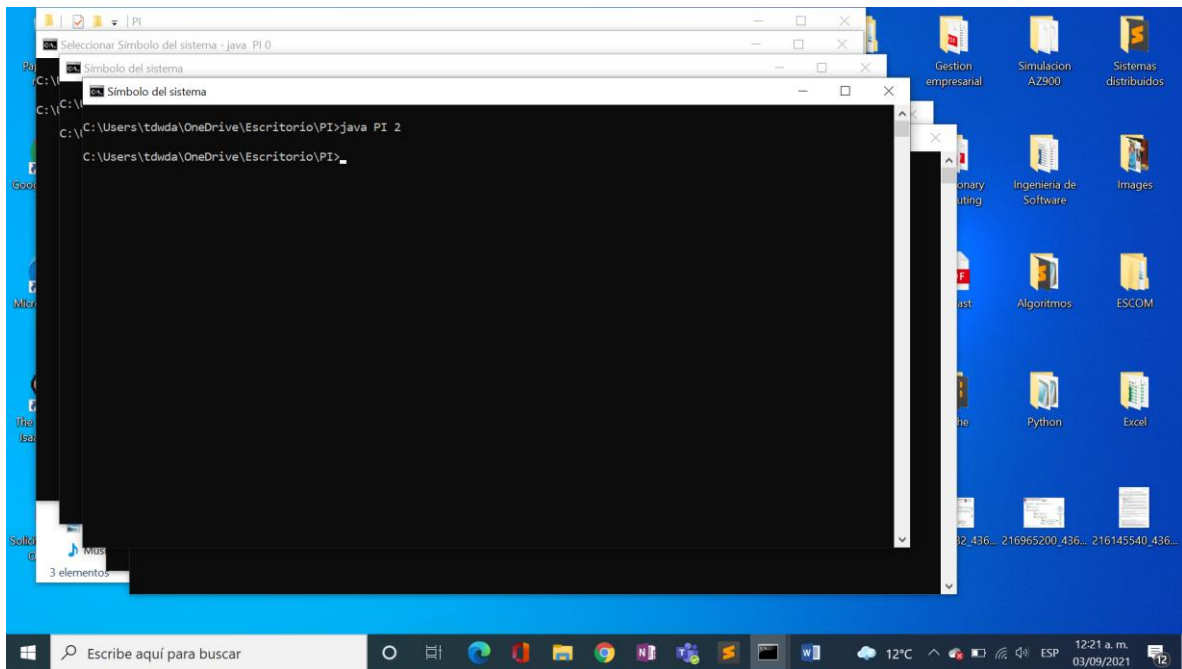 PI
Seleccionar Símbolo del sistema - java PI 0
Símbolo del sistema
Símbolo del sistema
C:\Users\tdwda\OneDrive\Escritorio\PI>java PI 2
C:\Users\tdwda\OneDrive\Escritorio\PI>
3 elementos
Gestion empresarial
Simulacion AZ900
Sistemas distribuidos
Ingenieria de Software
Images
Algoritmos
ESCOM
Python
Excel
216965200_436...
216145540_436...
Escribe aquí para buscar
12°C
ESP
12:21 a. m.
03/09/2021
12